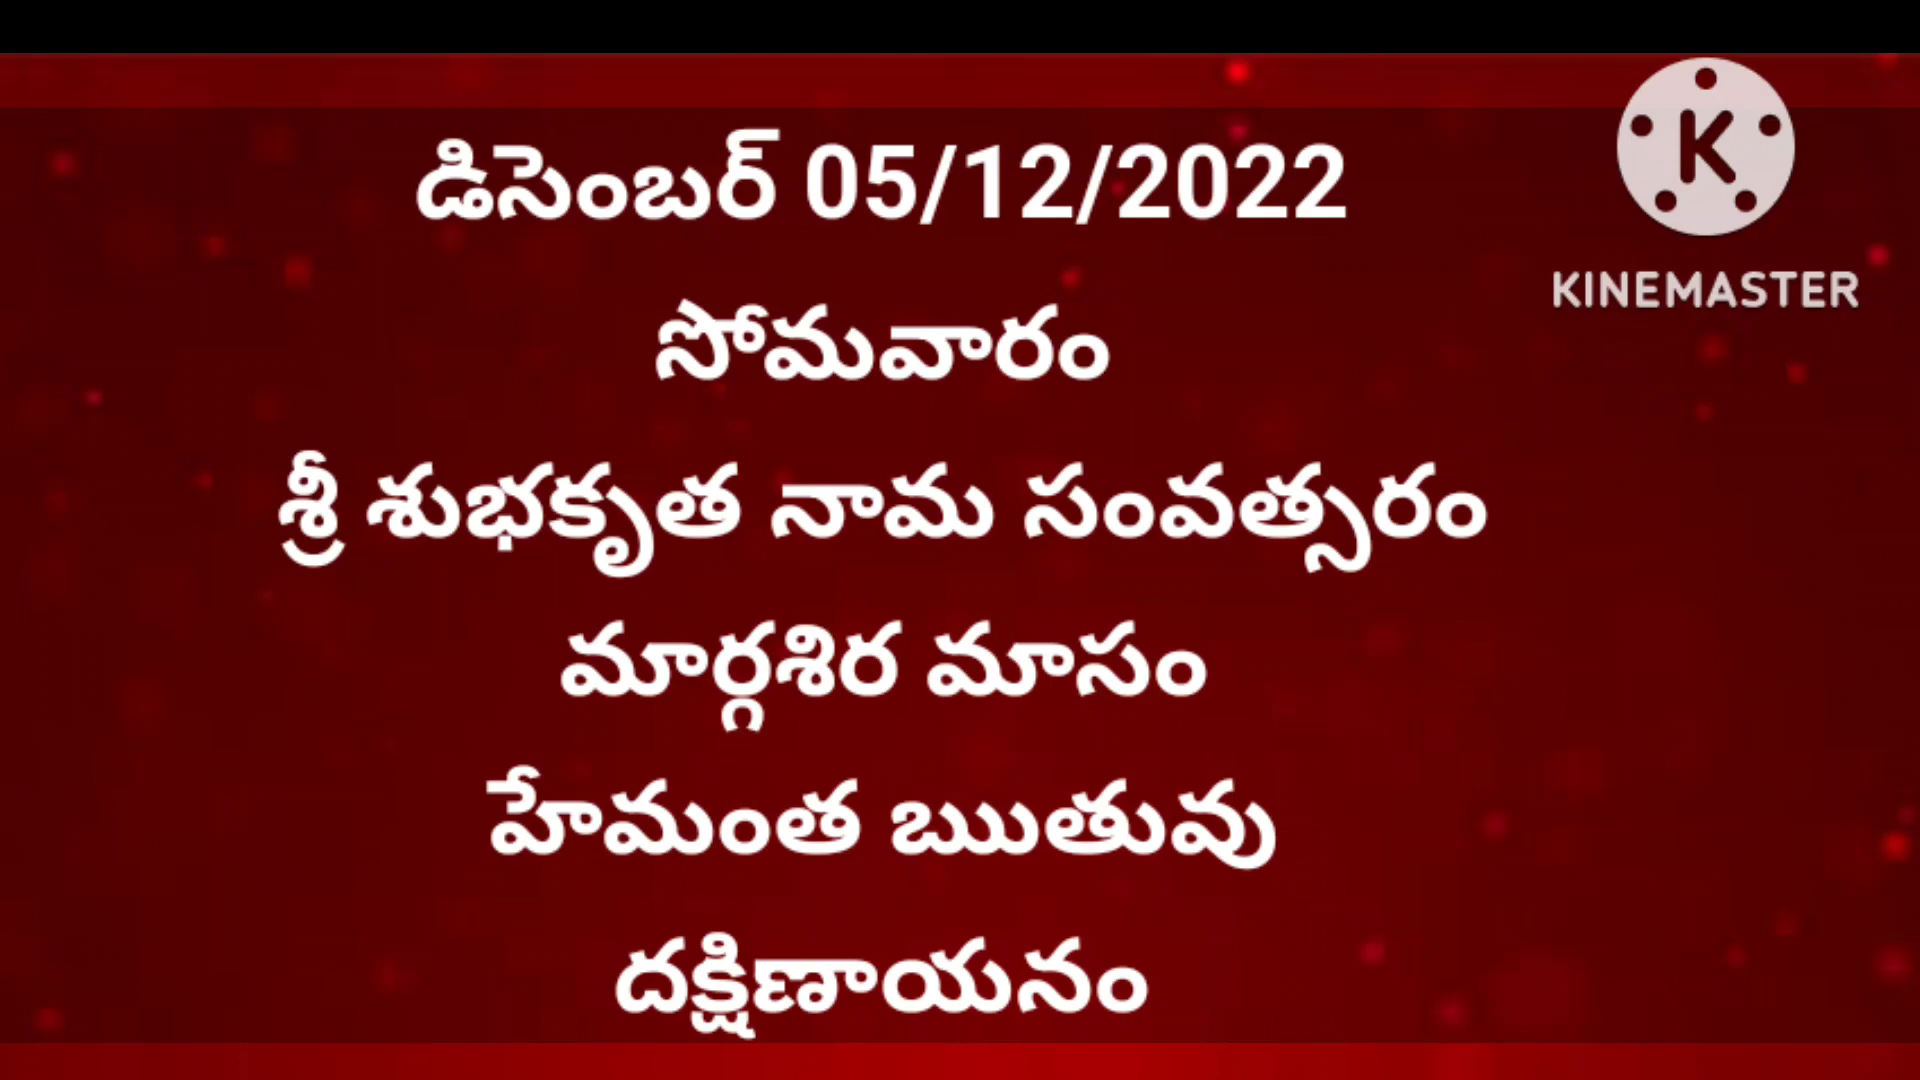 డిసెంబర్ 05/12/2022
K
KINEMASTER
సోమవారం
శ్రీ శుభకృత నామ సంవత్సరం
మార్గశిర మాసం
హేమంత ఋతువు
దక్షిణాయనం